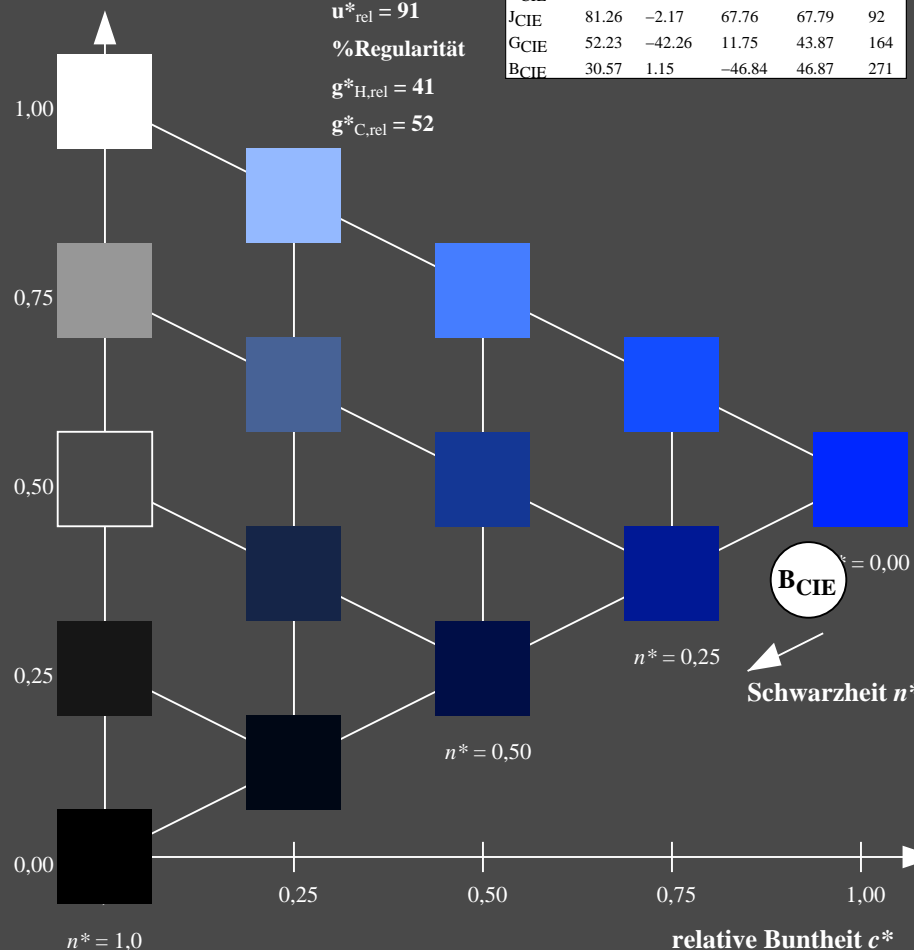 u*rel = 91
%Regularität
g*H,rel = 41
g*C,rel = 52
CIE
JCIE 81.26 −2.17 67.76 67.79 92
GCIE 52.23 −42.26 11.75 43.87 164
BCIE 30.57 1.15 −46.84 46.87 271
1,00
0,75
0,50
0,25
0,00
* = 0,00
BCIE
n* = 0,25
Schwarzheit n*
n* = 0,50
0,25 0,50 0,75 1,00
n* = 1,0
relative Buntheit c*